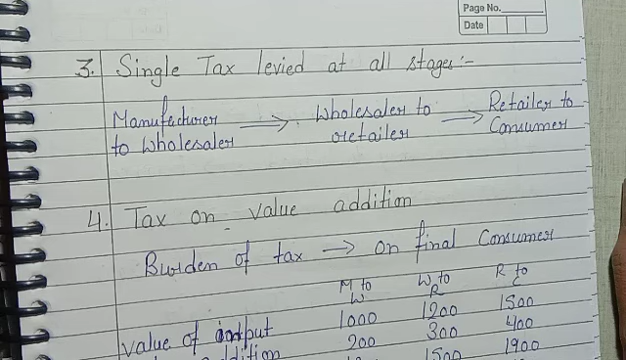 Page No.
Date
3. Single Tax levied at all stages:-
Manufacturer to Wholesaler → Wholesaler to retailer → Retailer to Consumer
4. Tax on value addition
Burden of tax → on final Consumer
M to W W to R R to C
Value of input 1000 1200 1500
addition 200 300 400
1500 1900